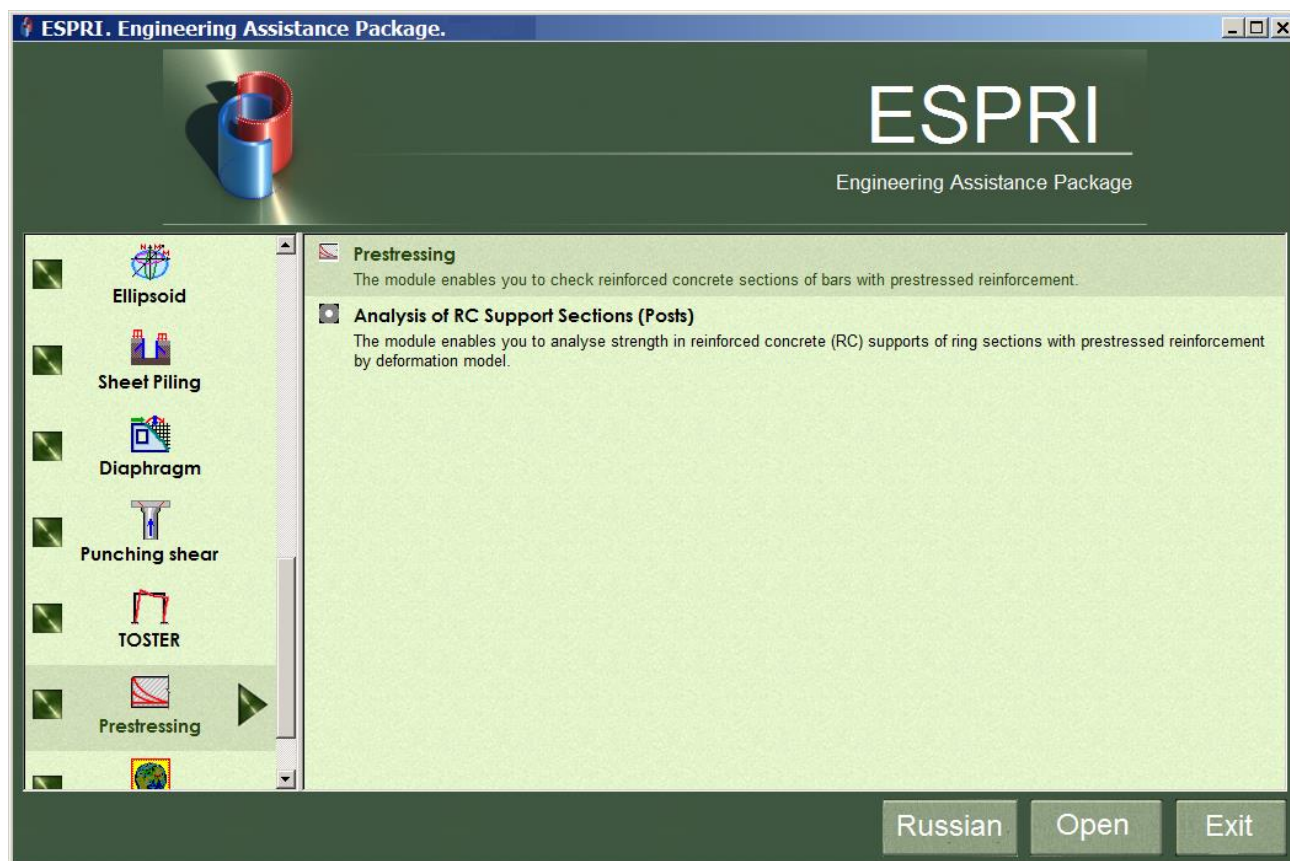 ESPRI. Engineering Assistance Package.
ESPRI
Engineering Assistance Package
Ellipsoid
Sheet Piling
Diaphragm
Punching shear
TOSTER
Prestressing
Prestressing
The module enables you to check reinforced concrete sections of bars with prestressed reinforcement.
Analysis of RC Support Sections (Posts)
The module enables you to analyse strength in reinforced concrete (RC) supports of ring sections with prestressed reinforcement
by deformation model.
Russian
Open
Exit